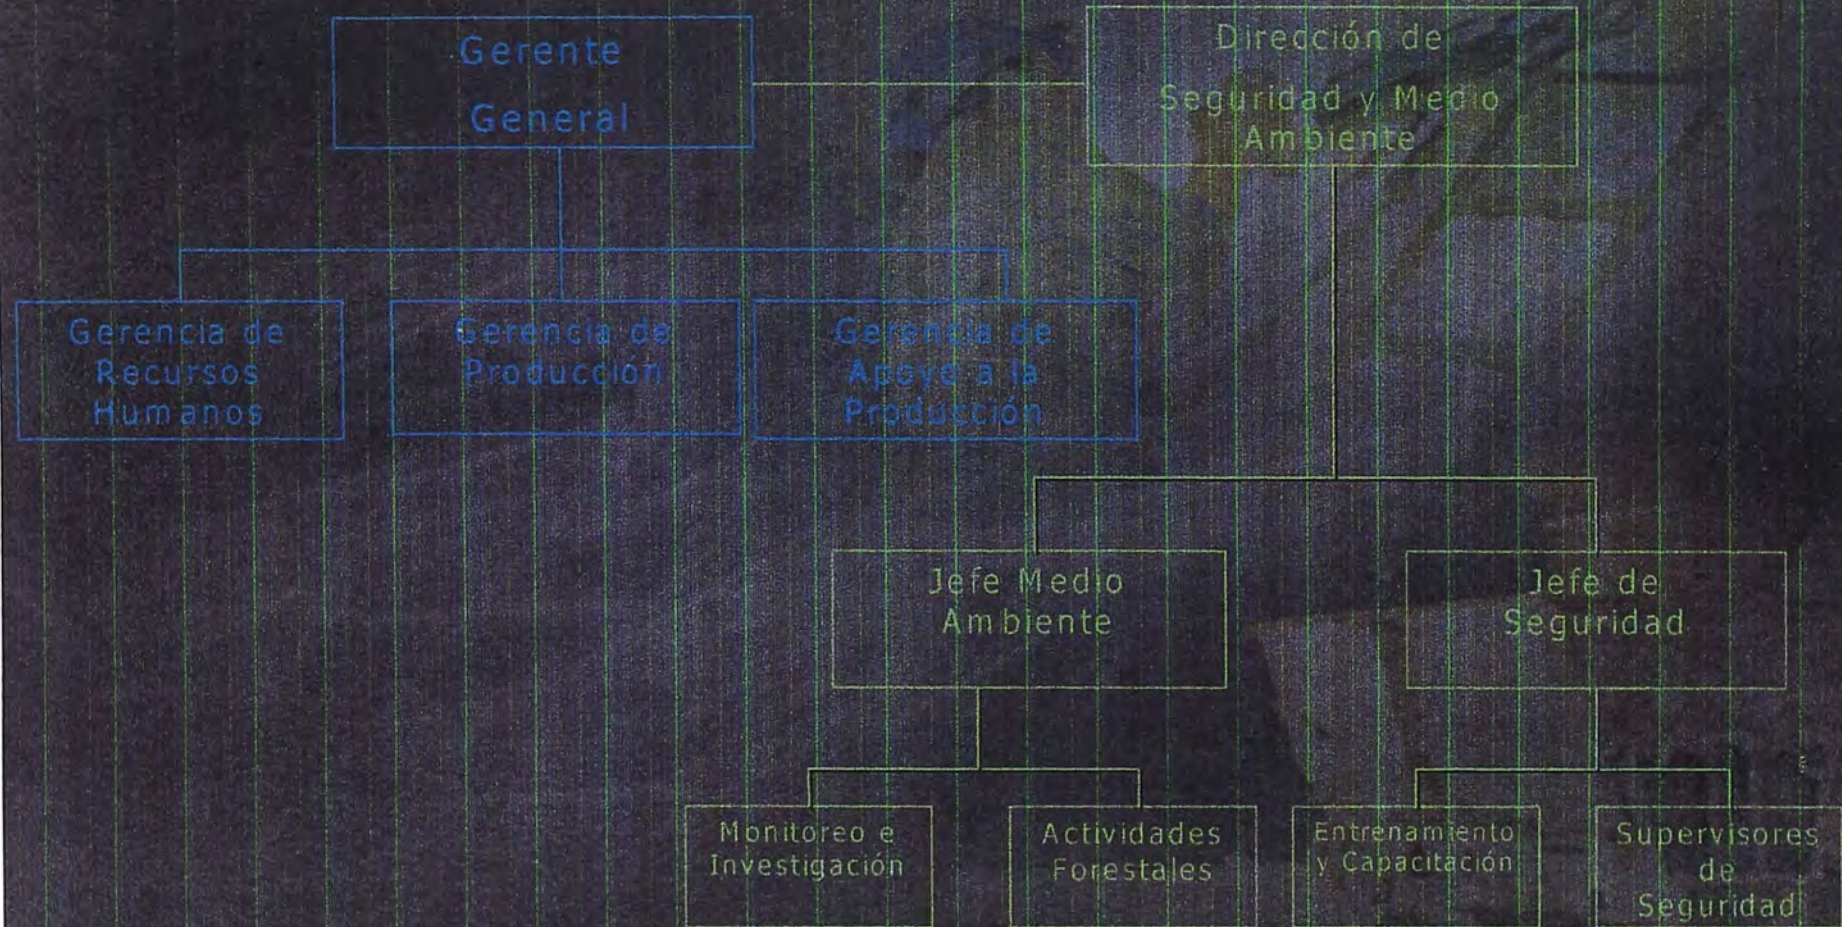 Gerente
General
Dirección de
Seguridad y Medio
Ambiente
Gerencia de
Recursos
Humanos
Gerencia de
Producción
Gerencia de
Apoyo a la
Producción
Jefe Medio
Ambiente
Jefe de
Seguridad
Monitoreo e
Investigación
Actividades
Forestales
Entrenamiento
y Capacitación
Supervisores
de
Seguridad